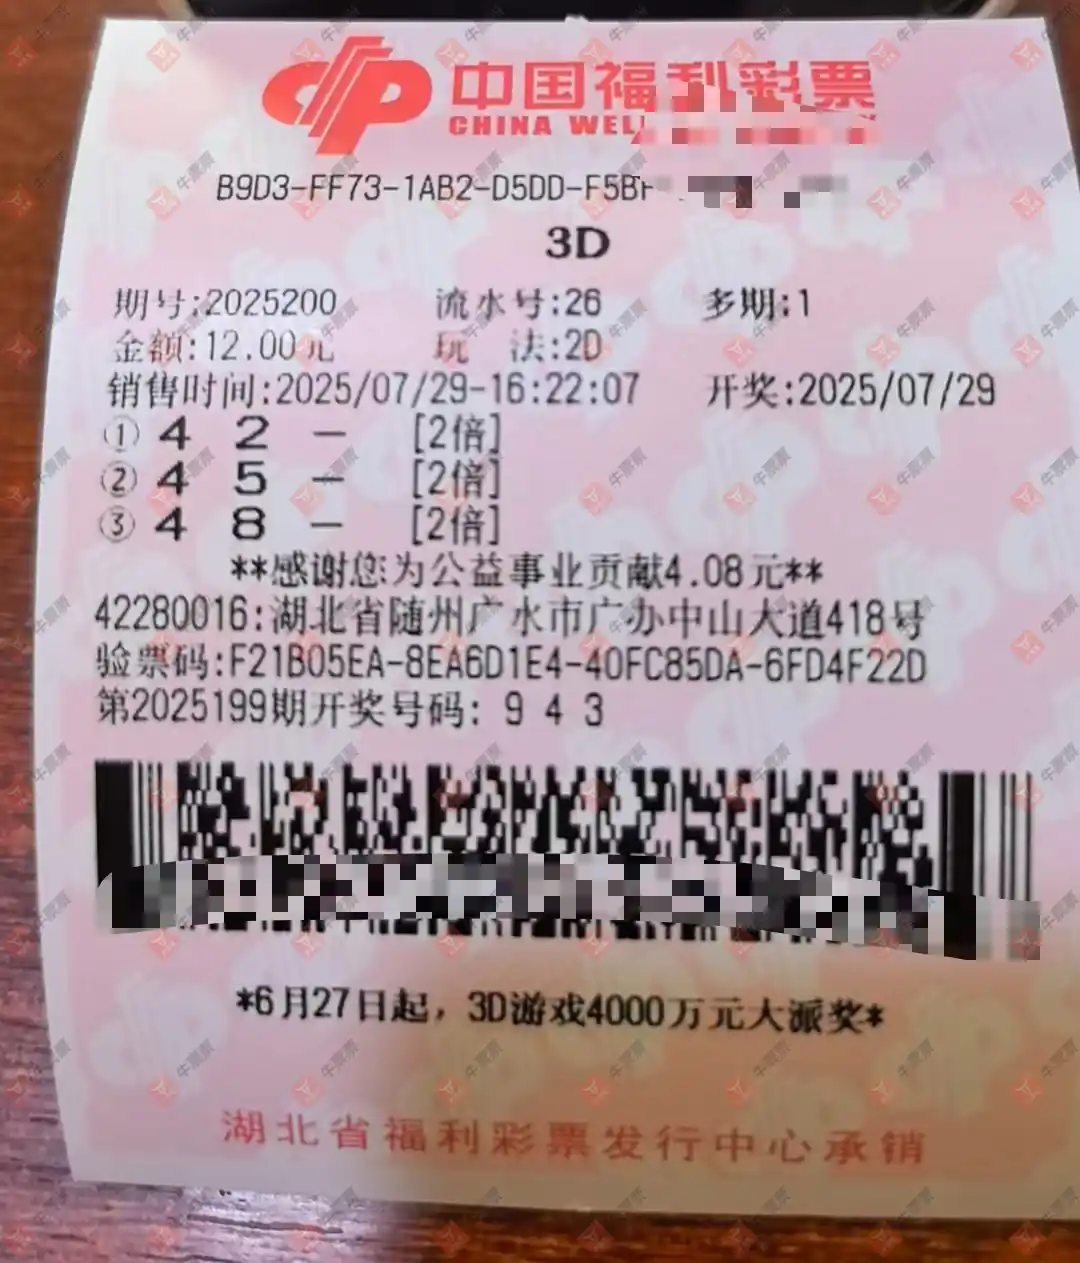 中国福利彩票
CHINA WEL
B9D3-FF73-1AB2-D5DD-F5B
3D
期号:2025200 流水号:26 多期:1
金额:12.00元 玩 法:2D
销售时间:2025/07/29-16:22:07 开奖:2025/07/29
① 4 2 - [2倍]
② 4 5 - [2倍]
③ 4 8 - [2倍]
**感谢您为公益事业贡献4.08元**
42280016:湖北省随州广水市广办中山大道418号
验票码:F21B05EA-8EA6D1E4-40FC85DA-6FD4F22D
第2025199期开奖号码: 9 4 3
*6月27日起，3D游戏4000万元大派奖*
湖北省福利彩票发行中心承销
牛票票